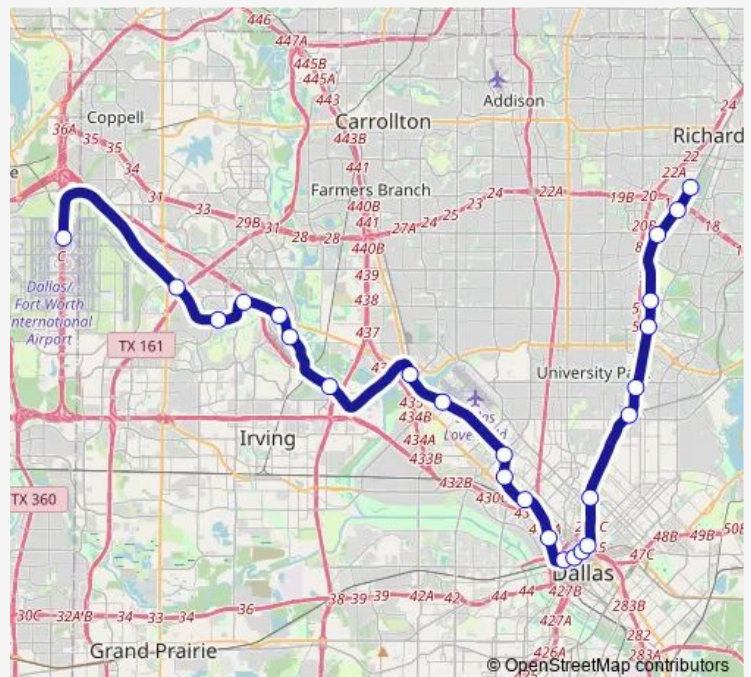 446
447A
445B
445A
443
24
Addison
Coppell
Carrollton
36A
35
35
34
443B
441
22
Richard
22A
31
33
Farmers Branch
440B
441
440B
29B
31
28
28
27A
24
25
23
24
22A
19B
20
20B
18
8
C
439
438
437
Dallas/
Fort Worth
International
Airport
TX 161
University Pa
434B
434A
433B
432B
Love
Irving
TX 360
48B
49B
50B
47C
Dallas
30C
32A
B
34
33
34
36
38
39
39
42A
42
44
44
427B
427A
426A
283B
282
283A
Grand Prairie
© OpenStreetMap contributors